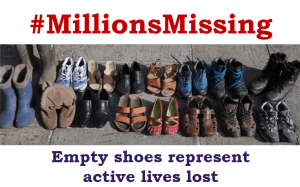 #MillionsMissing
Empty shoes represent
active lives lost